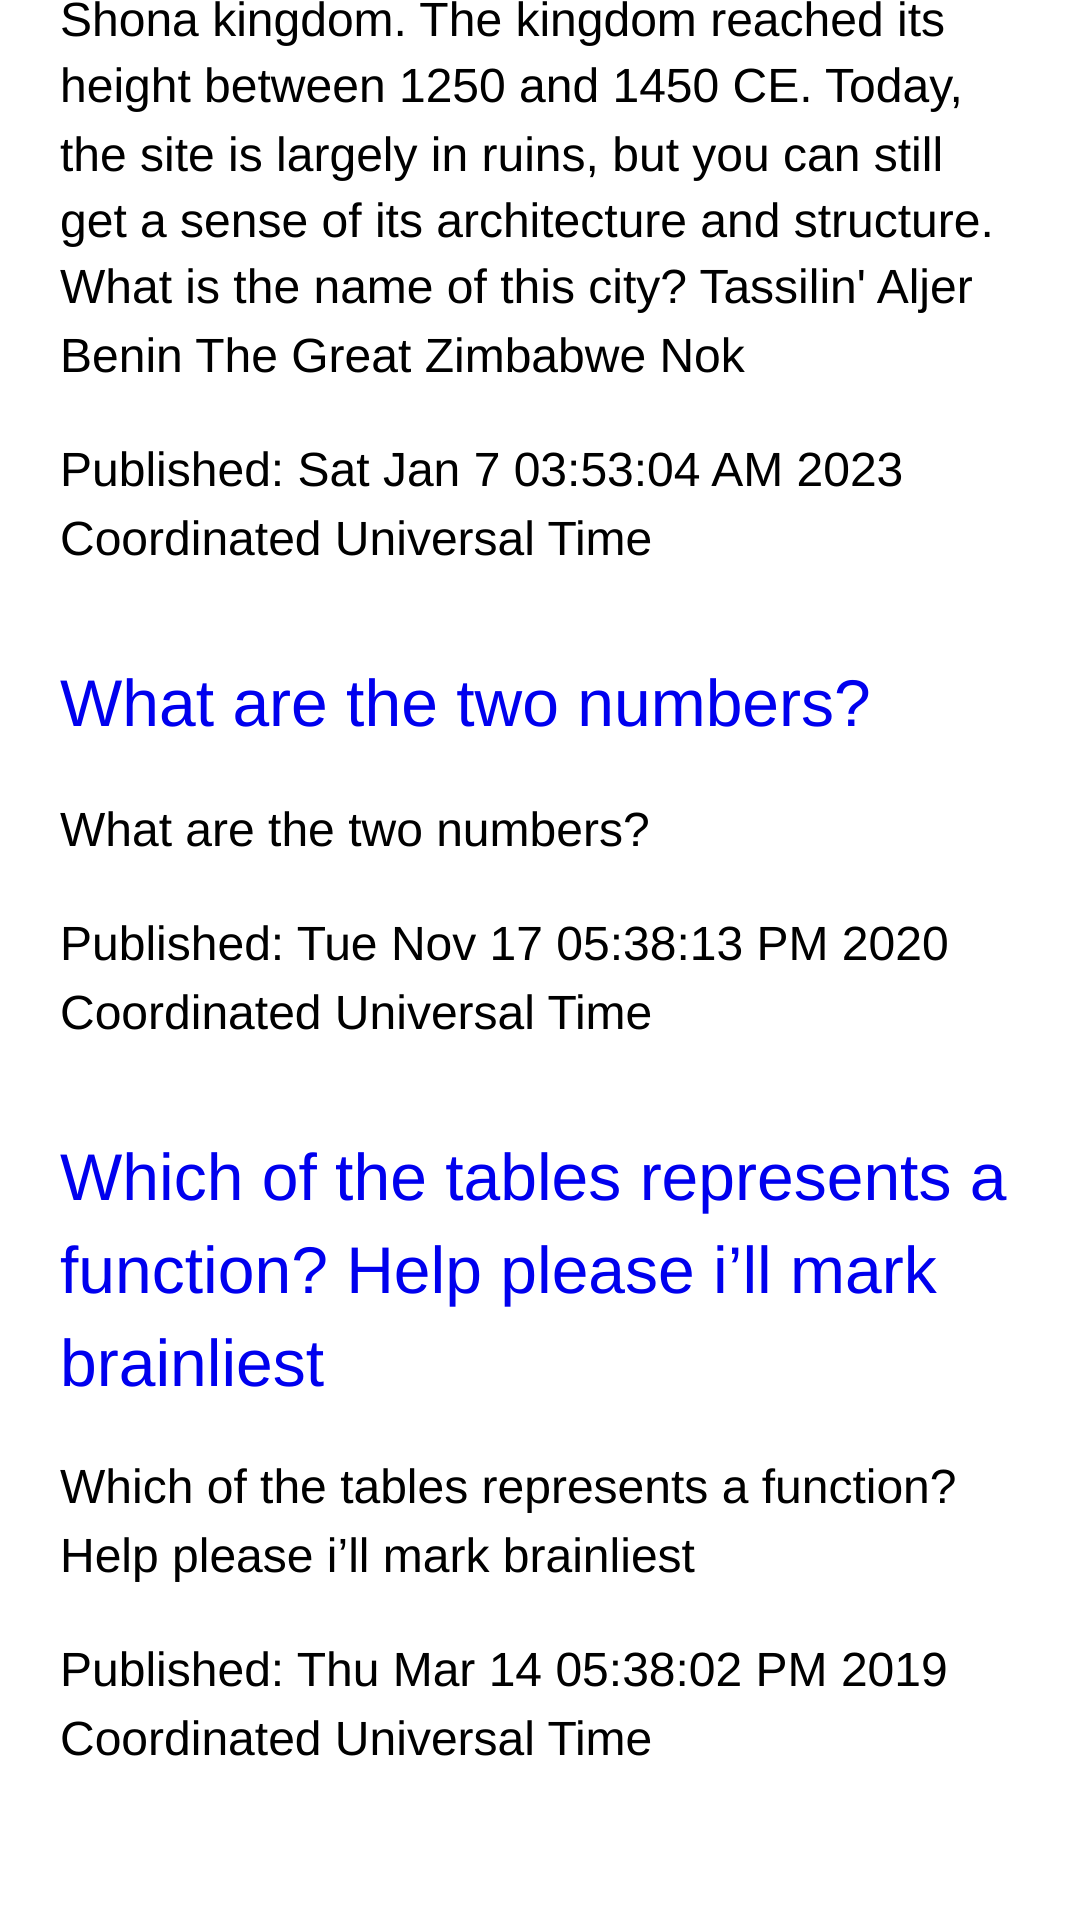 Shona kingdom. The kingdom reached its
height between 1250 and 1450 CE. Today,
the site is largely in ruins, but you can still
get a sense of its architecture and structure.
What is the name of this city? Tassilin' Aljer
Benin The Great Zimbabwe Nok
Published: Sat Jan 7 03:53:04 AM 2023
Coordinated Universal Time
What are the two numbers?
What are the two numbers?
Published: Tue Nov 17 05:38:13 PM 2020
Coordinated Universal Time
Which of the tables represents a
function? Help please i’ll mark
brainliest
Which of the tables represents a function?
Help please i’ll mark brainliest
Published: Thu Mar 14 05:38:02 PM 2019
Coordinated Universal Time